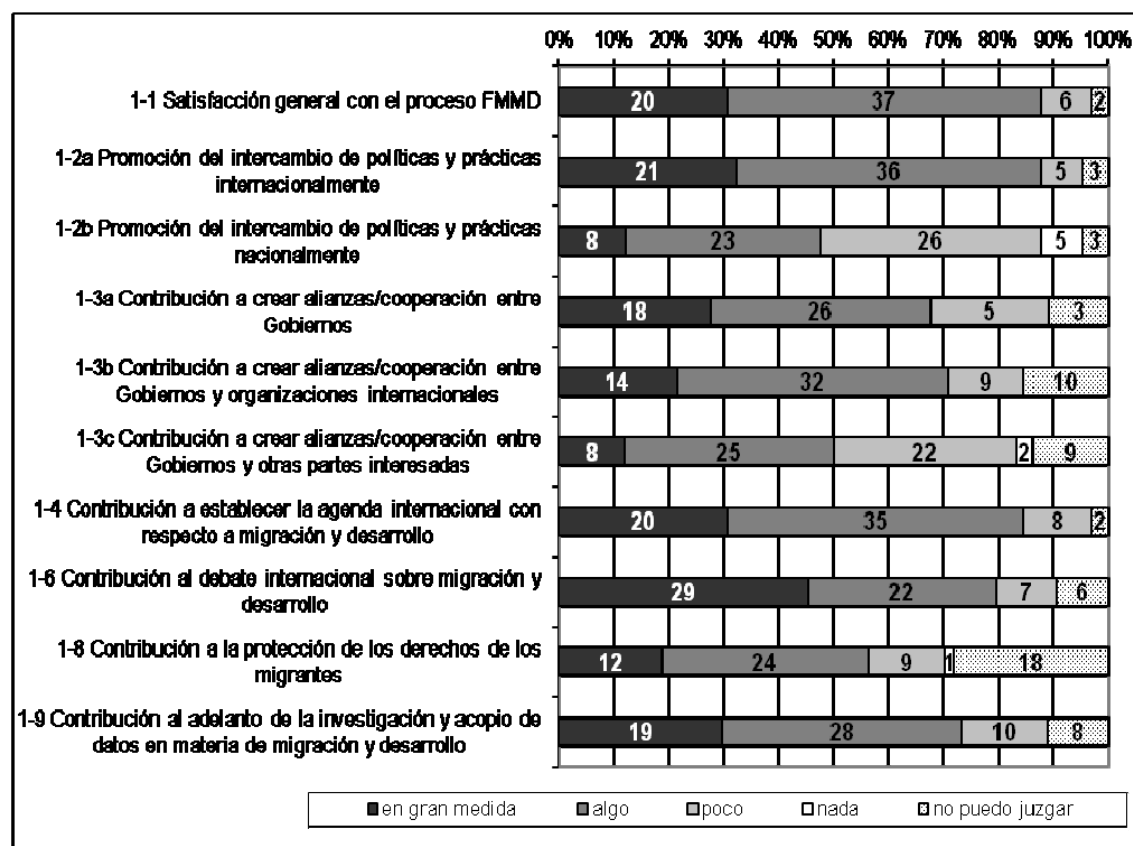 0% 10% 20% 30% 40% 50% 60% 70% 80% 90% 100%
1-1 Satisfacción general con el proceso FMMD
20 37 6 2
1-2a Promoción del intercambio de políticas y prácticas
internacionalmente
21 36 5 3
1-2b Promoción del intercambio de políticas y prácticas
nacionalmente
8 23 26 5 3
1-3a Contribución a crear alianzas/cooperación entre
Gobiernos
18 26 5 3
1-3b Contribución a crear alianzas/cooperación entre
Gobiernos y organizaciones internacionales
14 32 9 10
1-3c Contribución a crear alianzas/cooperación entre
Gobiernos y otras partes interesadas
8 25 22 2 9
1-4 Contribución a establecer la agenda internacional con
respecto a migración y desarrollo
20 35 8 2
1-6 Contribución al debate internacional sobre migración y
desarrollo
29 22 7 6
1-8 Contribución a la protección de los derechos de los
migrantes
12 24 9 1 18
1-9 Contribución al adelanto de la investigación y acopio de
datos en materia de migración y desarrollo
19 28 10 8
en gran medida algo poco nada no puedo juzgar